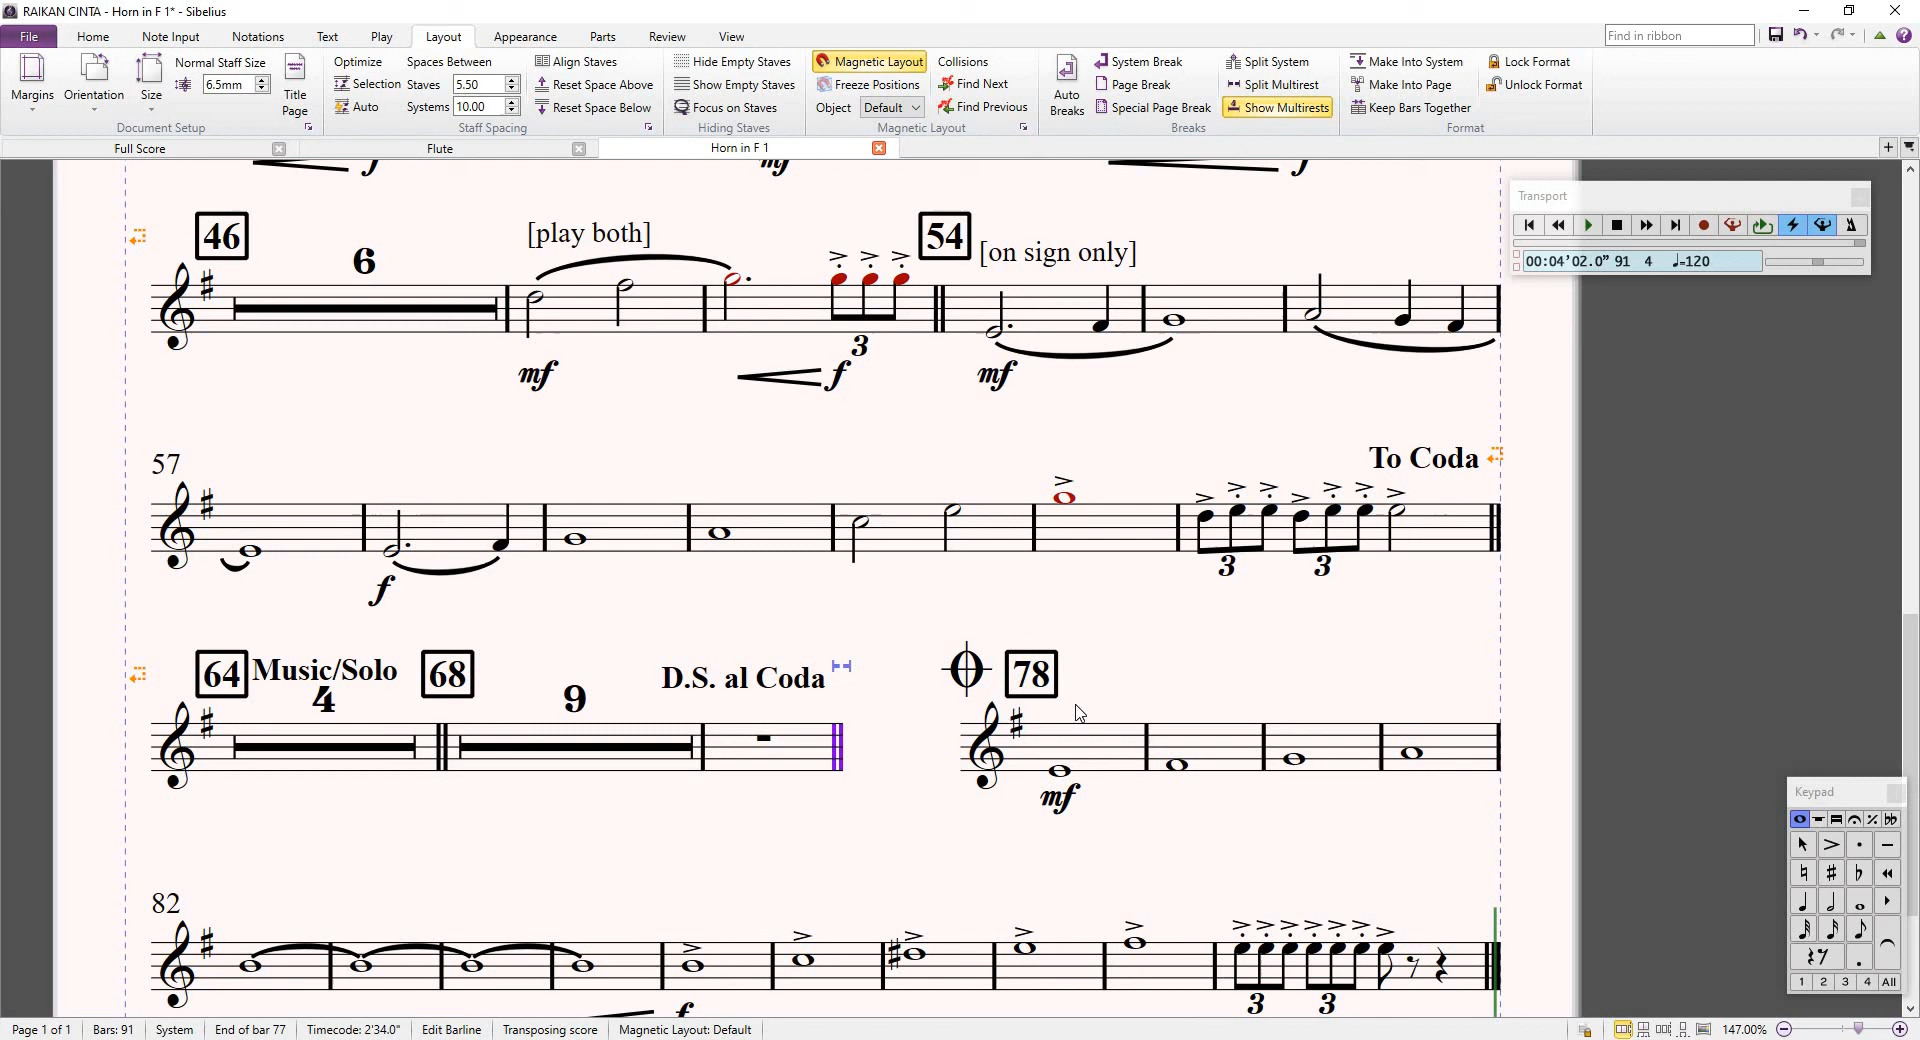 RAIKAN CINTA - Horn in F 1* - Sibelius
File Home Note Input Notations Text Play Layout Appearance Parts Review View Find in ribbon
Margins
Orientation
Size
Normal Staff Size
6.5mm
Title Page
Document Setup
Optimize
Selection
Auto
Spaces Between
Staves 5.50
Systems 10.00
Align Staves
Reset Space Above
Reset Space Below
Staff Spacing
Hide Empty Staves
Show Empty Staves
Focus on Staves
Hiding Staves
Magnetic Layout
Freeze Positions
Object Default
Collisions
Find Next
Find Previous
Magnetic Layout
Auto Breaks
System Break
Page Break
Special Page Break
Split System
Split Multirest
Show Multirests
Breaks
Make Into System
Make Into Page
Keep Bars Together
Lock Format
Unlock Format
Format
Full Score Flute Horn in F 1
f mf f
Transport
00:04'02.0" 91 4 ♩=120
46 6 [play both] 54 [on sign only]
3
mf f mf
57 To Coda
3 3
f
64 Music/Solo 68 D.S. al Coda 78
4 9
mf
Keypad
1 2 3 4 All
82
3 3
f
Page 1 of 1 Bars: 91 System End of bar 77 Timecode: 2'34.0" Edit Barline Transposing score Magnetic Layout: Default 147.00%